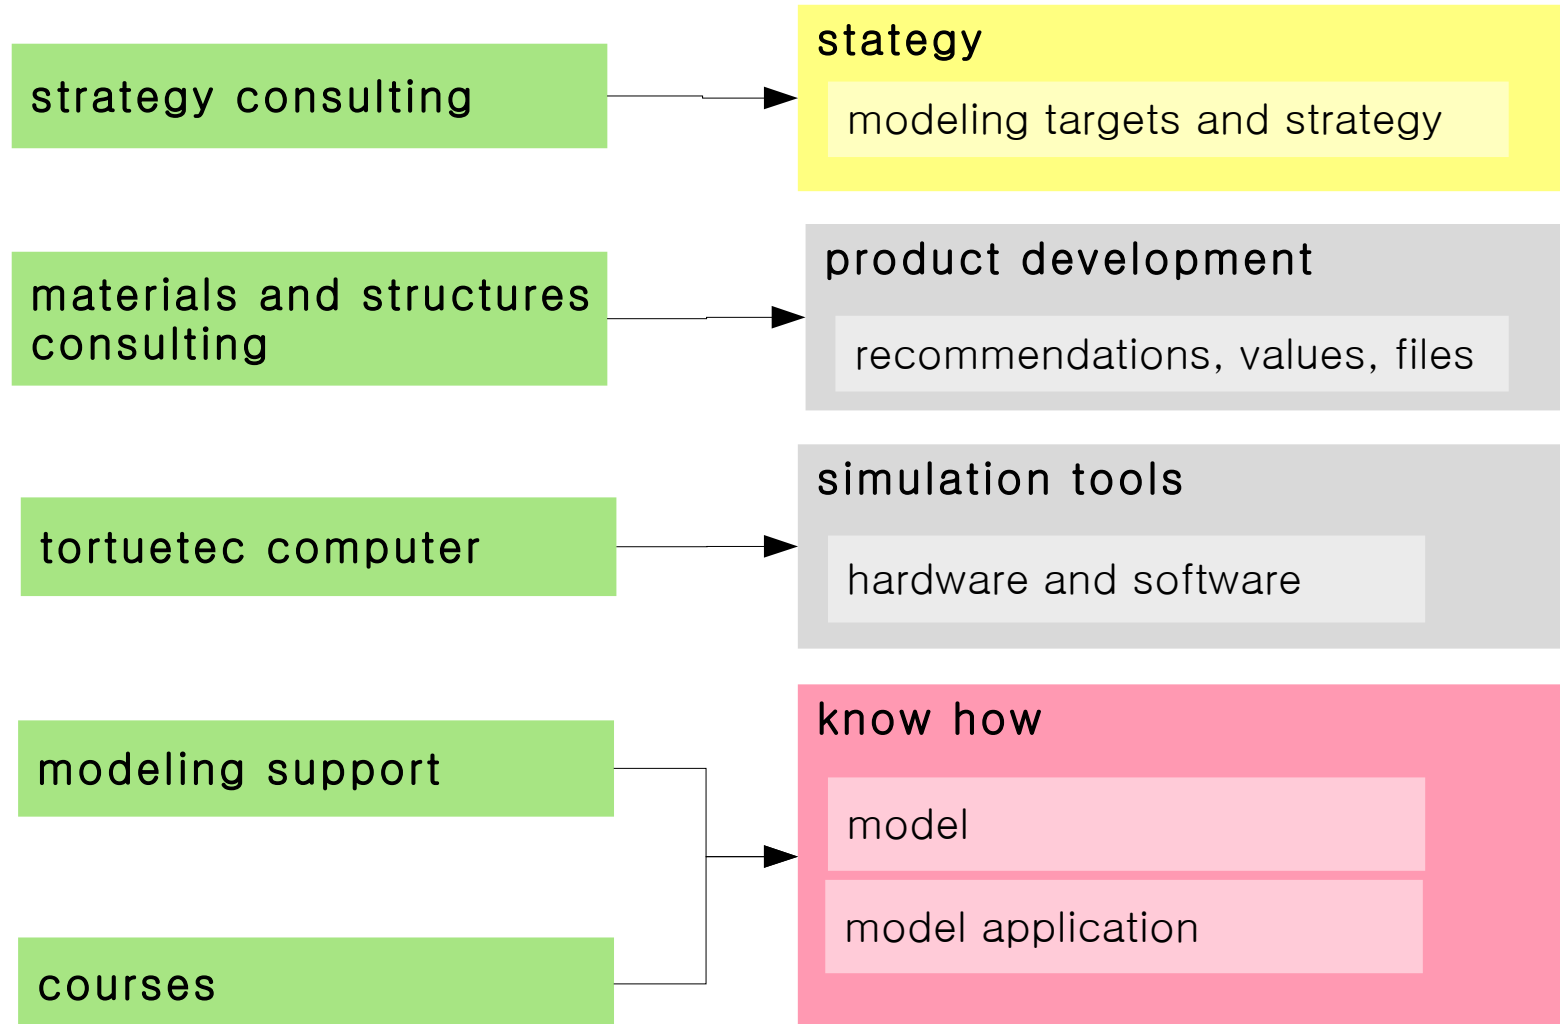 strategy consulting
stategy
modeling targets and strategy
materials and structures
consulting
product development
recommendations, values, files
tortuetec computer
simulation tools
hardware and software
modeling support
courses
know how
model
model application